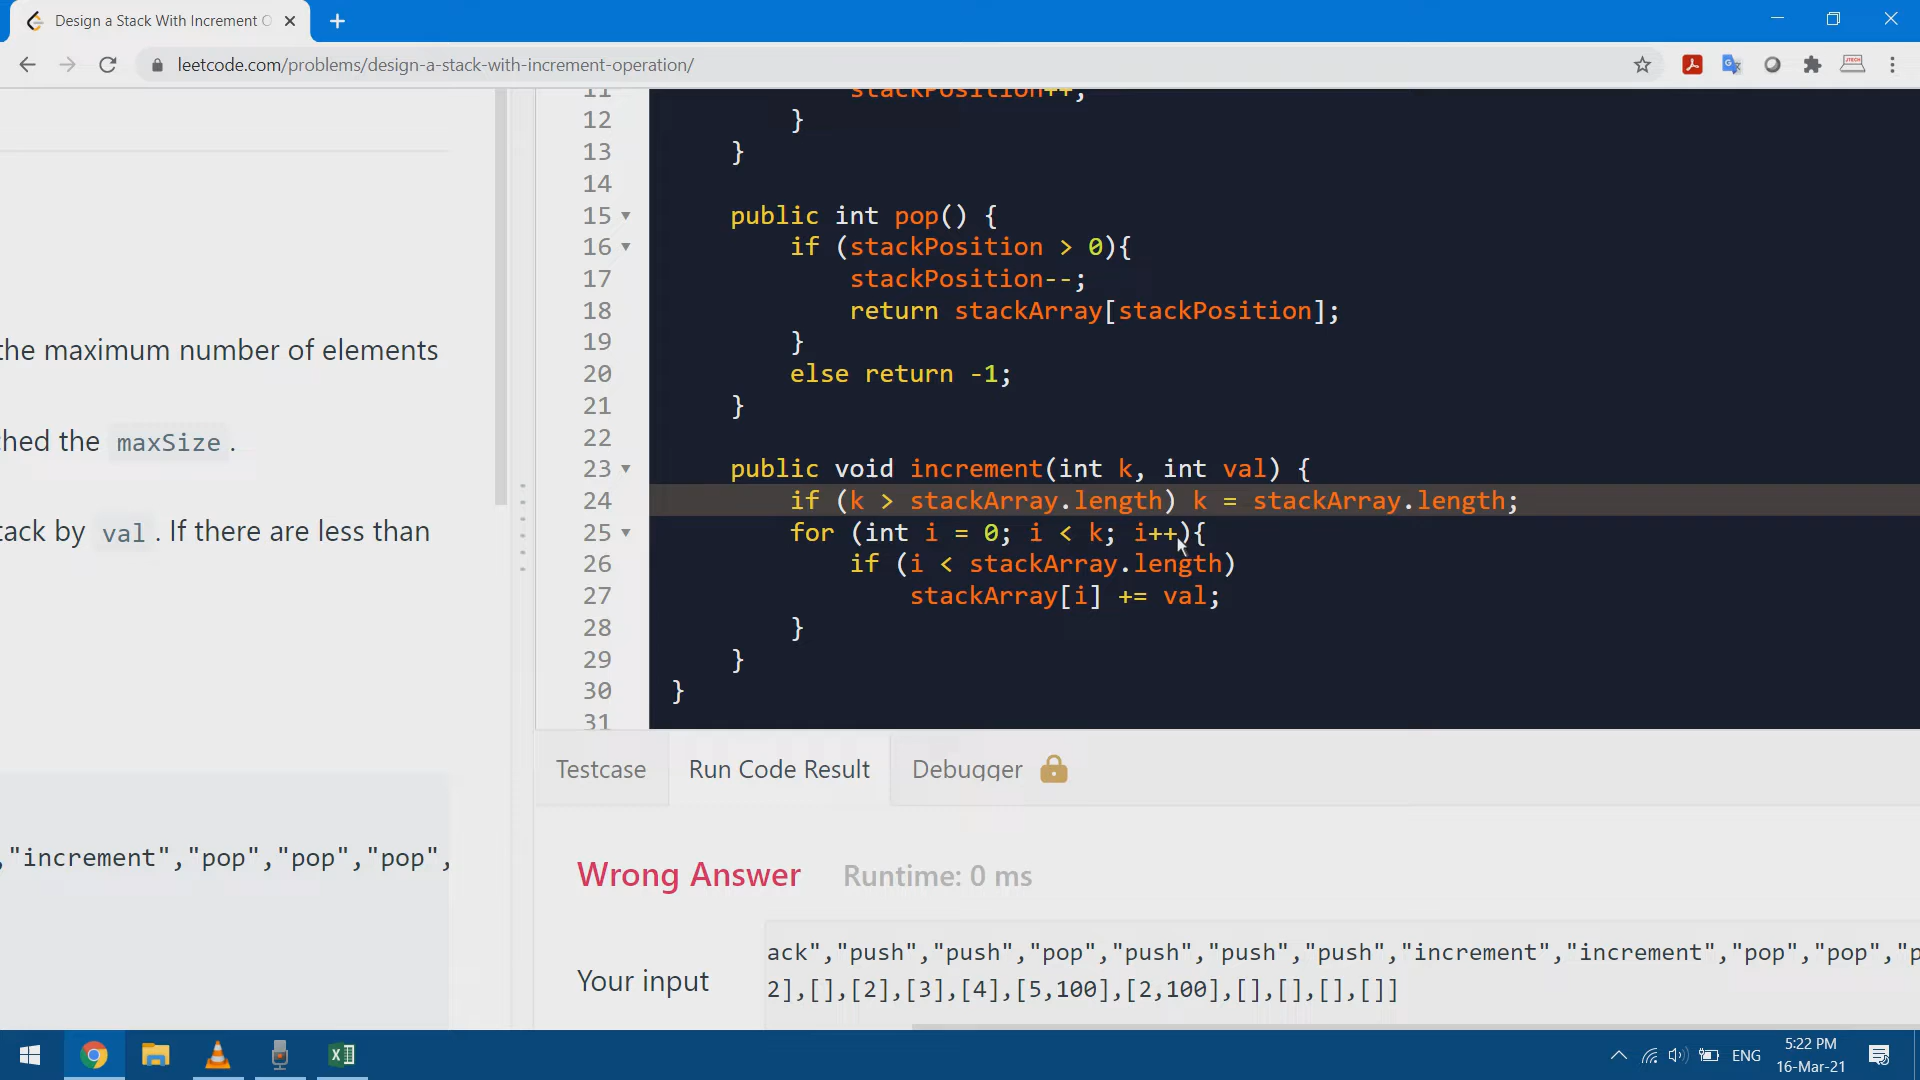 Design a Stack With Increment O
leetcode.com/problems/design-a-stack-with-increment-operation/
the maximum number of elements
ched the maxSize.
tack by val. If there are less than
,"increment","pop","pop","pop",
11 stackPosition++;
12 }
13 }
14
15 public int pop() {
16 if (stackPosition > 0){
17 stackPosition--;
18 return stackArray[stackPosition];
19 }
20 else return -1;
21 }
22
23 public void increment(int k, int val) {
24 if (k > stackArray.length) k = stackArray.length;
25 for (int i = 0; i < k; i++){
26 if (i < stackArray.length)
27 stackArray[i] += val;
28 }
29 }
30 }
31
Testcase Run Code Result Debugger
Wrong Answer Runtime: 0 ms
Your input
ack","push","push","pop","push","push","push","increment","increment","pop","pop","p
2],[],[2],[3],[4],[5,100],[2,100],[],[],[],[]]
ENG
5:22 PM
16-Mar-21